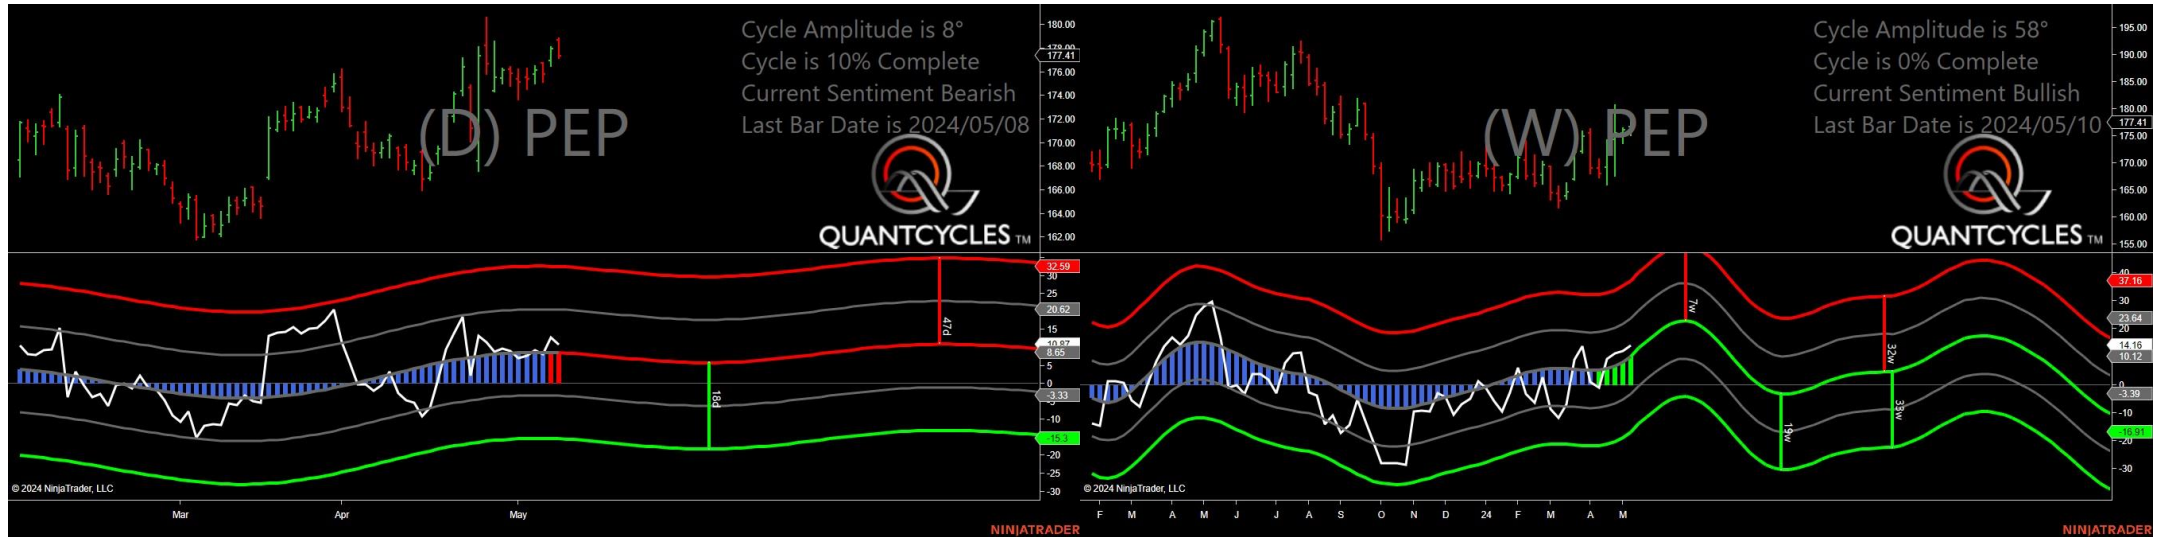 Cycle Amplitude is 8°
Cycle is 10% Complete
Current Sentiment Bearish
Last Bar Date is 2024/05/08
(D) PEP
QUANTCYCLES TM
180.00
178.00
177.41
176.00
174.00
172.00
170.00
168.00
166.00
164.00
162.00
32.59
30
25
20.62
15
10.87
8.65
5
0
-3.33
-10
-15.3
-20
-25
-30
47d
18d
© 2024 NinjaTrader, LLC
Mar Apr May
NINJATRADER
Cycle Amplitude is 58°
Cycle is 0% Complete
Current Sentiment Bullish
Last Bar Date is 2024/05/10
(W) PEP
QUANTCYCLES TM
195.00
190.00
185.00
180.00
177.41
175.00
170.00
165.00
160.00
155.00
40
37.16
30
23.64
20
14.16
10.12
0
-3.39
-10
-16.91
-20
-30
7w
32w
19w
33w
© 2024 NinjaTrader, LLC
F M A M J J A S O N D 24 F M A M
NINJATRADER